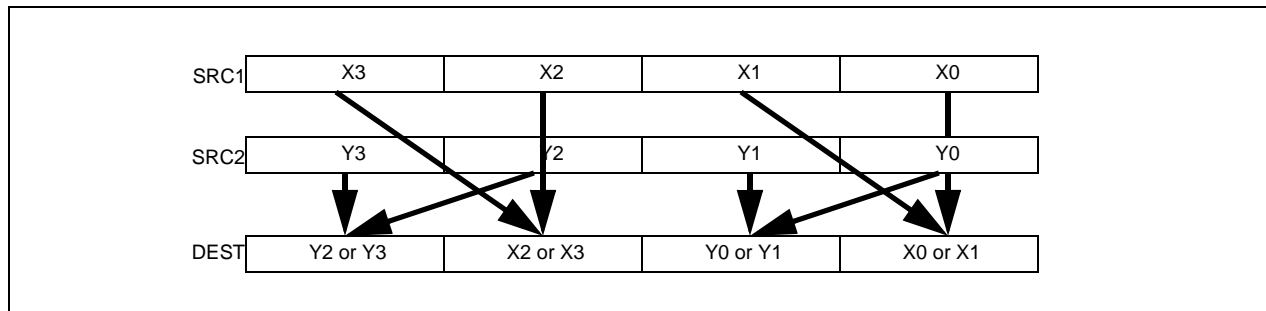 SRC1 X3 X2 X1 X0
SRC2 Y3 Y2 Y1 Y0
DEST Y2 or Y3 X2 or X3 Y0 or Y1 X0 or X1